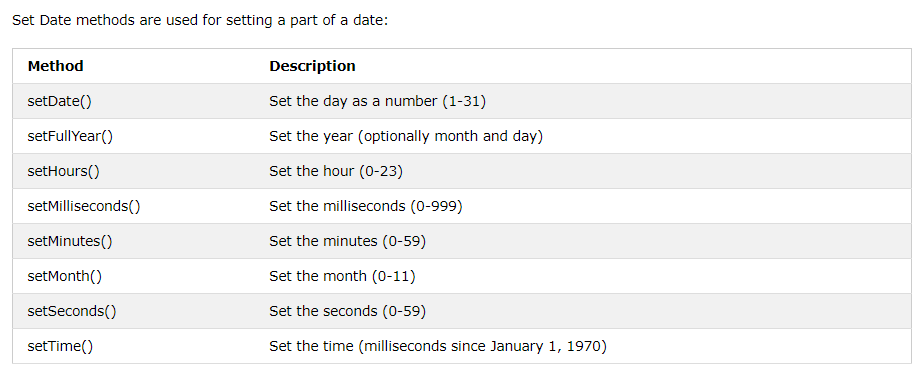 Set Date methods are used for setting a part of a date:
Method Description
setDate() Set the day as a number (1-31)
setFullYear() Set the year (optionally month and day)
setHours() Set the hour (0-23)
setMilliseconds() Set the milliseconds (0-999)
setMinutes() Set the minutes (0-59)
setMonth() Set the month (0-11)
setSeconds() Set the seconds (0-59)
setTime() Set the time (milliseconds since January 1, 1970)